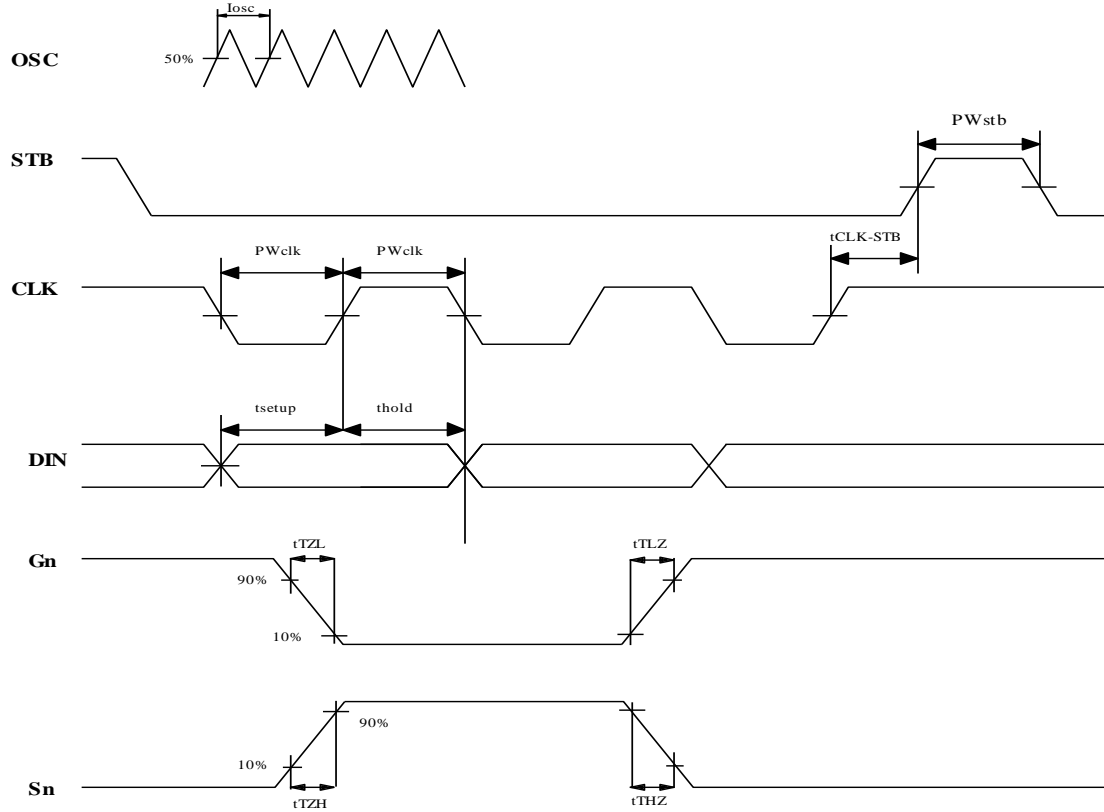 Iosc
OSC
50%
PWstb
STB
tCLK-STB
PWclk
PWclk
CLK
tsetup
thold
DIN
tTZL
tTLZ
Gn
90%
10%
90%
10%
Sn
tTZH
tTHZ